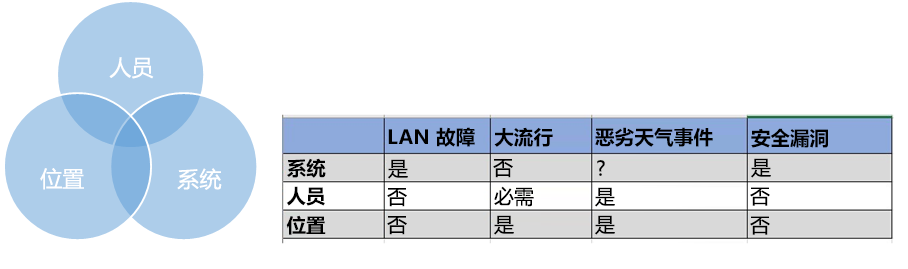 人员
位置
系统
LAN 故障 大流行 恶劣天气事件 安全漏洞
系统 是 否 ? 是
人员 否 必需 是 否
位置 否 是 是 否